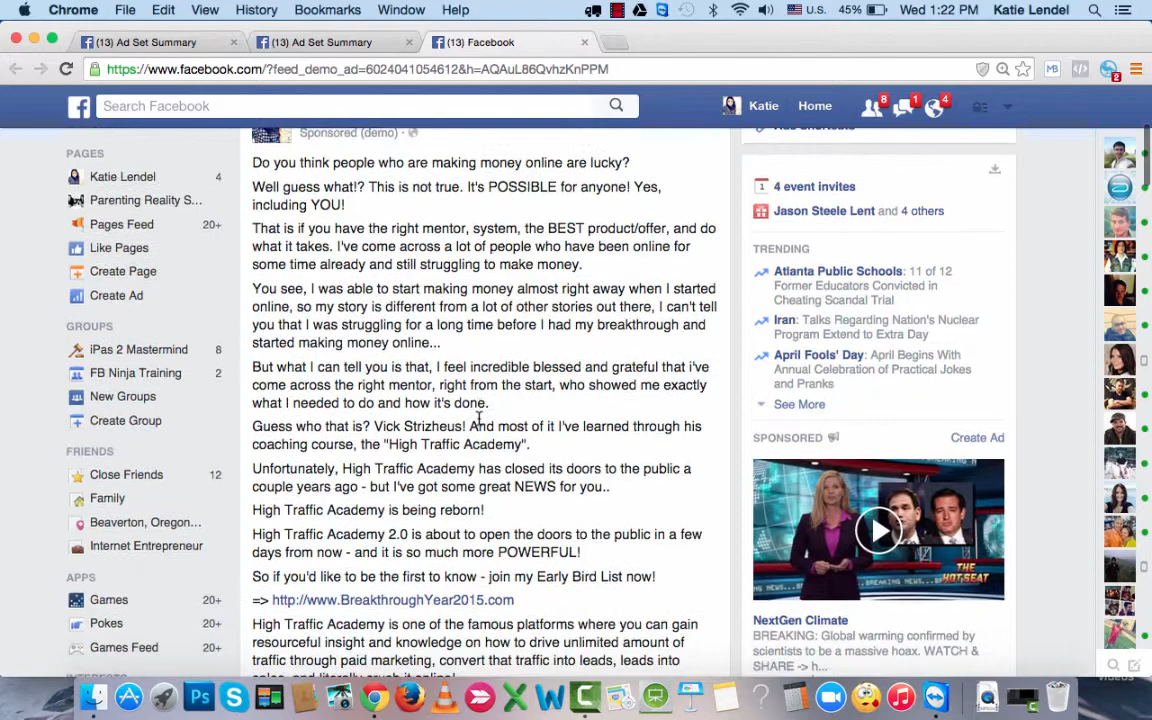 Chrome File Edit View History Bookmarks Window Help
U.S. 45% Wed 1:22 PM Katie Lendel
(13) Ad Set Summary
(13) Ad Set Summary
(13) Facebook
https://www.facebook.com/?feed_demo_ad=6024041054612&h=AQAuL86QvhzKnPPM
MB
2
Search Facebook
Katie Home 8 1 4
PAGES
Katie Lendel 4
Parenting Reality S...
Pages Feed 20+
Like Pages
Create Page
Create Ad
GROUPS
iPas 2 Mastermind 8
FB Ninja Training 2
New Groups
Create Group
FRIENDS
Close Friends 12
Family
Beaverton, Oregon...
Internet Entrepreneur
APPS
Games 20+
Pokes
Games Feed 20+
Sponsored (demo) ·
Do you think people who are making money online are lucky?
Well guess what!? This is not true. It's POSSIBLE for anyone! Yes,
including YOU!
That is if you have the right mentor, system, the BEST product/offer, and do
what it takes. I've come across a lot of people who have been online for
some time already and still struggling to make money.
You see, I was able to start making money almost right away when I started
online, so my story is different from a lot of other stories out there, I can't tell
you that I was struggling for a long time before I had my breakthrough and
started making money online...
But what I can tell you is that, I feel incredible blessed and grateful that i've
come across the right mentor, right from the start, who showed me exactly
what I needed to do and how it's done.
Guess who that is? Vick Strizheus! And most of it I've learned through his
coaching course, the "High Traffic Academy".
Unfortunately, High Traffic Academy has closed its doors to the public a
couple years ago - but I've got some great NEWS for you..
High Traffic Academy is being reborn!
High Traffic Academy 2.0 is about to open the doors to the public in a few
days from now - and it is so much more POWERFUL!
So if you'd like to be the first to know - join my Early Bird List now!
=> http://www.BreakthroughYear2015.com
High Traffic Academy is one of the famous platforms where you can gain
resourceful insight and knowledge on how to drive unlimited amount of
traffic through paid marketing, convert that traffic into leads, leads into
1 4 event invites
Jason Steele Lent and 4 others
TRENDING
Atlanta Public Schools: 11 of 12
Former Educators Convicted in
Cheating Scandal Trial
Iran: Talks Regarding Nation's Nuclear
Program Extend to Extra Day
April Fools' Day: April Begins With
Annual Celebration of Practical Jokes
and Pranks
See More
SPONSORED Create Ad
THE
HOT SEAT
NextGen Climate
BREAKING: Global warming confirmed by
scientists to be a massive hoax. WATCH &
SHARE -> h...